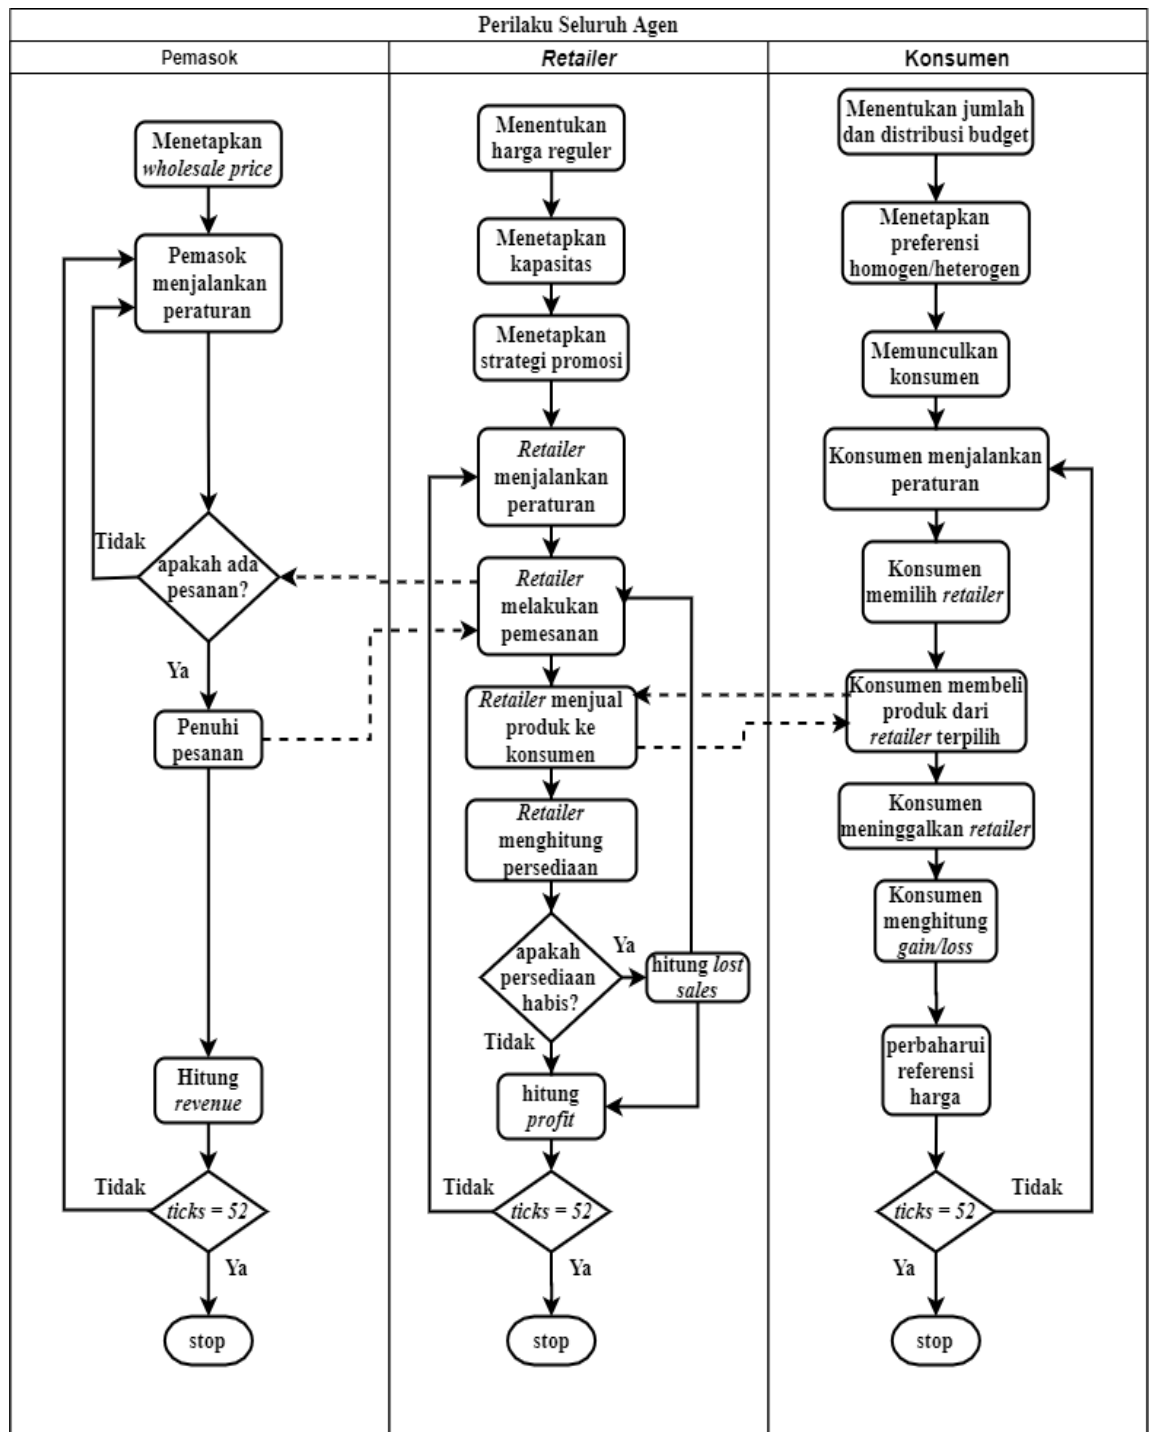 Perilaku Seluruh Agen
Pemasok
Retailer
Konsumen
Menetapkan
wholesale price
Pemasok
menjalankan
peraturan
Tidak
apakah ada
pesanan?
Ya
Penuhi
pesanan
Hitung
revenue
Tidak
ticks = 52
Ya
stop
Menentukan
harga reguler
Menetapkan
kapasitas
Menetapkan
strategi promosi
Retailer
menjalankan
peraturan
Retailer
melakukan
pemesanan
Retailer menjual
produk ke
konsumen
Retailer
menghitung
persediaan
apakah
persediaan
habis?
Ya
hitung lost
sales
Tidak
hitung
profit
Tidak
ticks = 52
Ya
stop
Menentukan jumlah
dan distribusi budget
Menetapkan
preferensi
homogen/heterogen
Memunculkan
konsumen
Konsumen menjalankan
peraturan
Konsumen
memilih retailer
Konsumen membeli
produk dari
retailer terpilih
Konsumen
meninggalkan retailer
Konsumen
menghitung
gain/loss
perbaharui
referensi
harga
Tidak
ticks = 52
Ya
stop